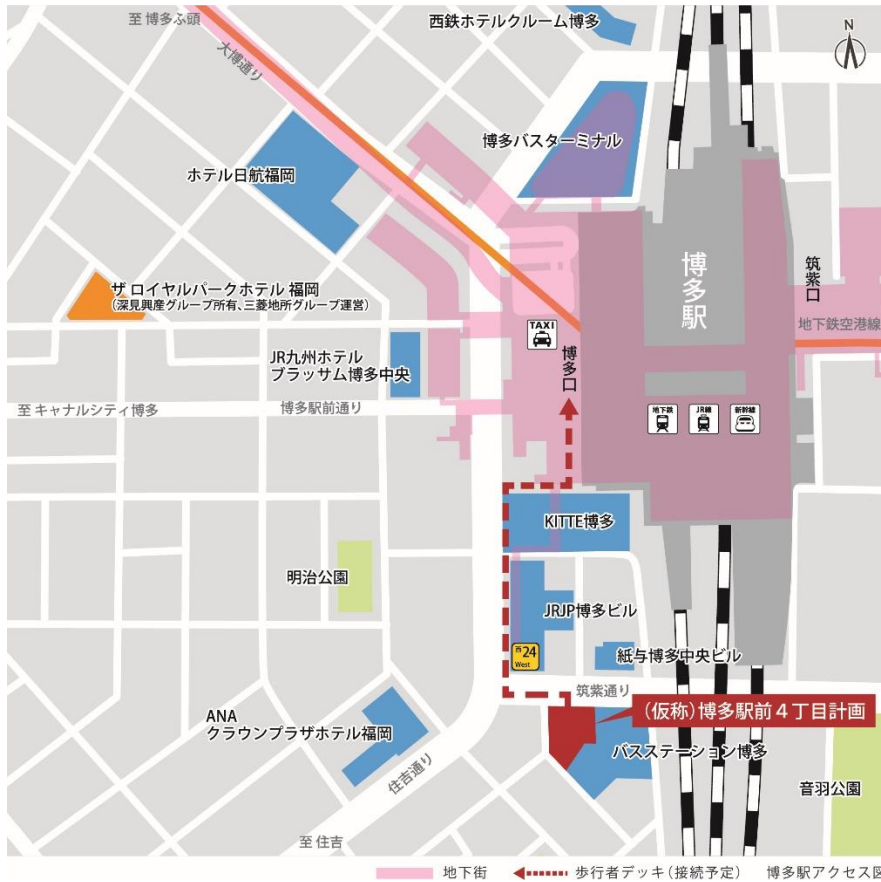 至 博多ふ頭
西鉄ホテルクルーム博多
N
大博通り
博多バスターミナル
ホテル日航福岡
博多駅
筑紫口
ザ ロイヤルパークホテル 福岡
(深見興産グループ所有、三菱地所グループ運営)
TAXI
博多口
地下鉄空港線
JR九州ホテル
ブラッサム博多中央
至 キャナルシティ博多
博多駅前通り
地下鉄
JR線
新幹線
KITTE博多
明治公園
JRJP博多ビル
西24
West
紙与博多中央ビル
筑紫通り
(仮称)博多駅前4丁目計画
ANA
クラウンプラザホテル福岡
バスステーション博多
住吉通り
音羽公園
至 住吉
地下街
歩行者デッキ(接続予定)
博多駅アクセス図